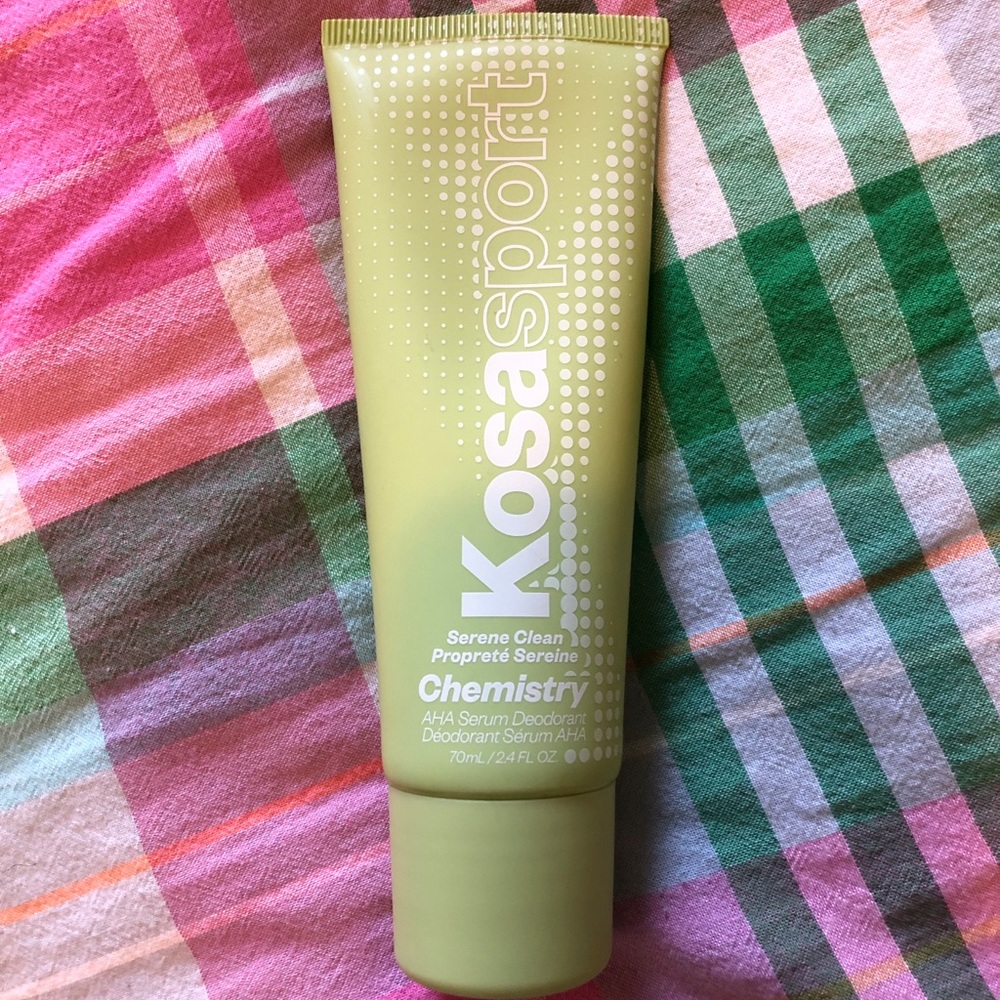 Kosasport
Serene Clean
Propreté Sereine
Chemistry
AHA Serum Deodorant
Déodorant Sérum AHA
70mL / 2.4 FL OZ